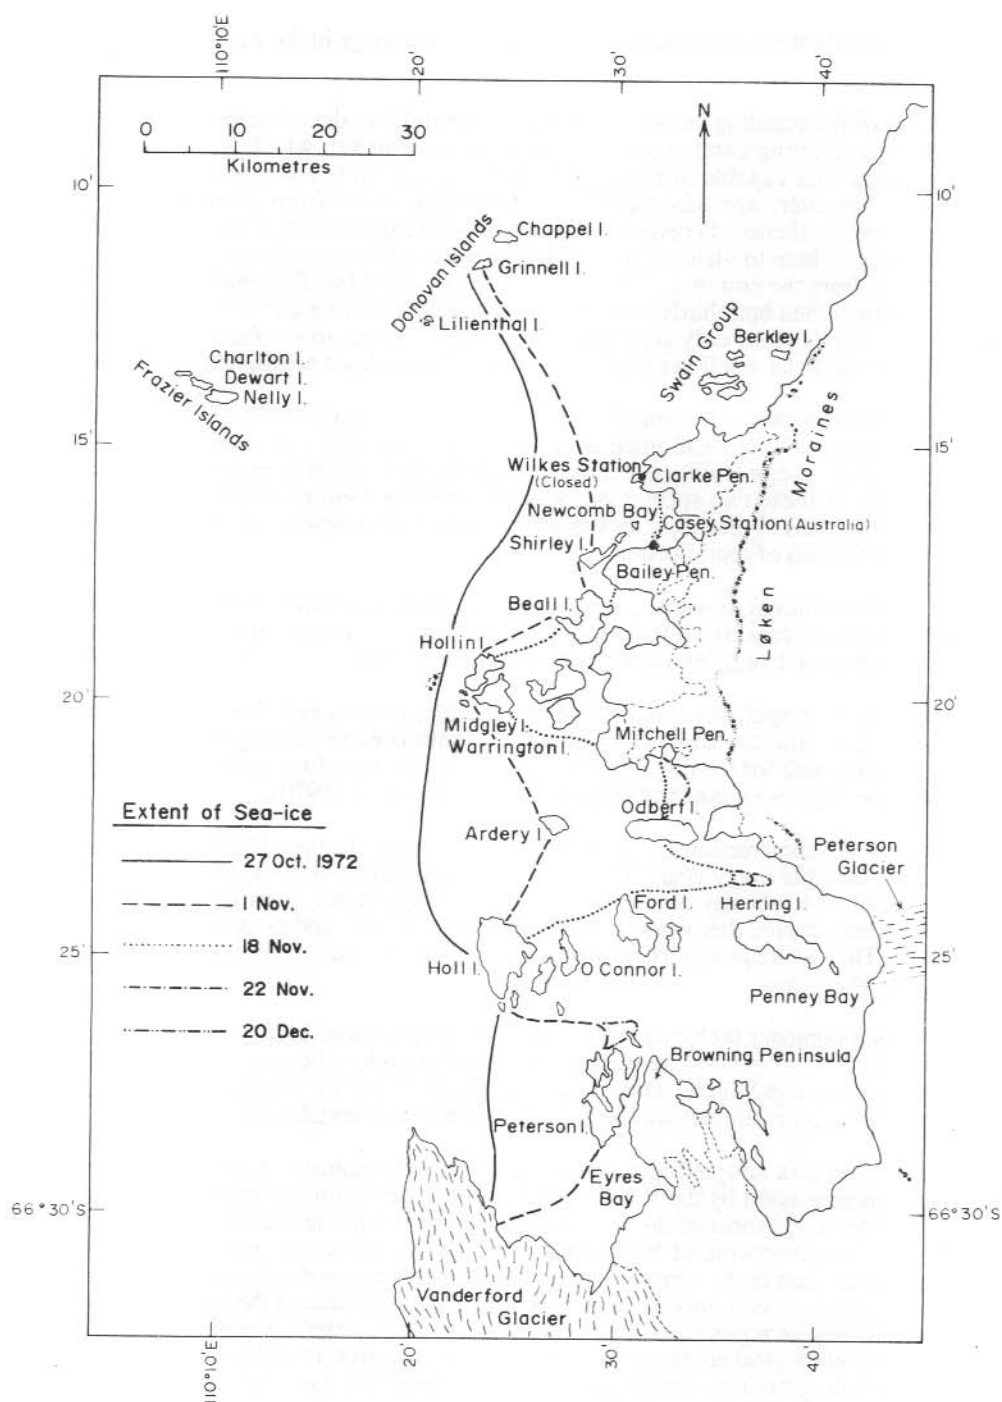 110°10'E
20'
30'
40'
N
0 10 20 30
Kilometres
10'
10'
Donovan Islands
Chappel I.
Grinnell I.
Lilienthal I.
Swain Group
Berkley I.
Charlton I.
Dewart I.
Nelly I.
Frazier Islands
15'
15'
Wilkes Station
(Closed)
Clarke Pen.
Newcomb Bay
Casey Station (Australia)
Shirley I.
Bailey Pen.
Løken Moraines
Beall I.
Hollin I.
20'
20'
Midgley I.
Warrington I.
Mitchell Pen.
Extent of Sea-ice
27 Oct. 1972
1 Nov.
18 Nov.
22 Nov.
20 Dec.
Ardery I.
Odbert I.
Peterson
Glacier
Ford I.
Herring I.
25'
Holl I.
O Connor I.
Penney Bay
Browning Peninsula
Peterson I.
Eyres
Bay
66°30'S
66°30'S
Vanderford
Glacier
110°10'E
20'
30'
40'